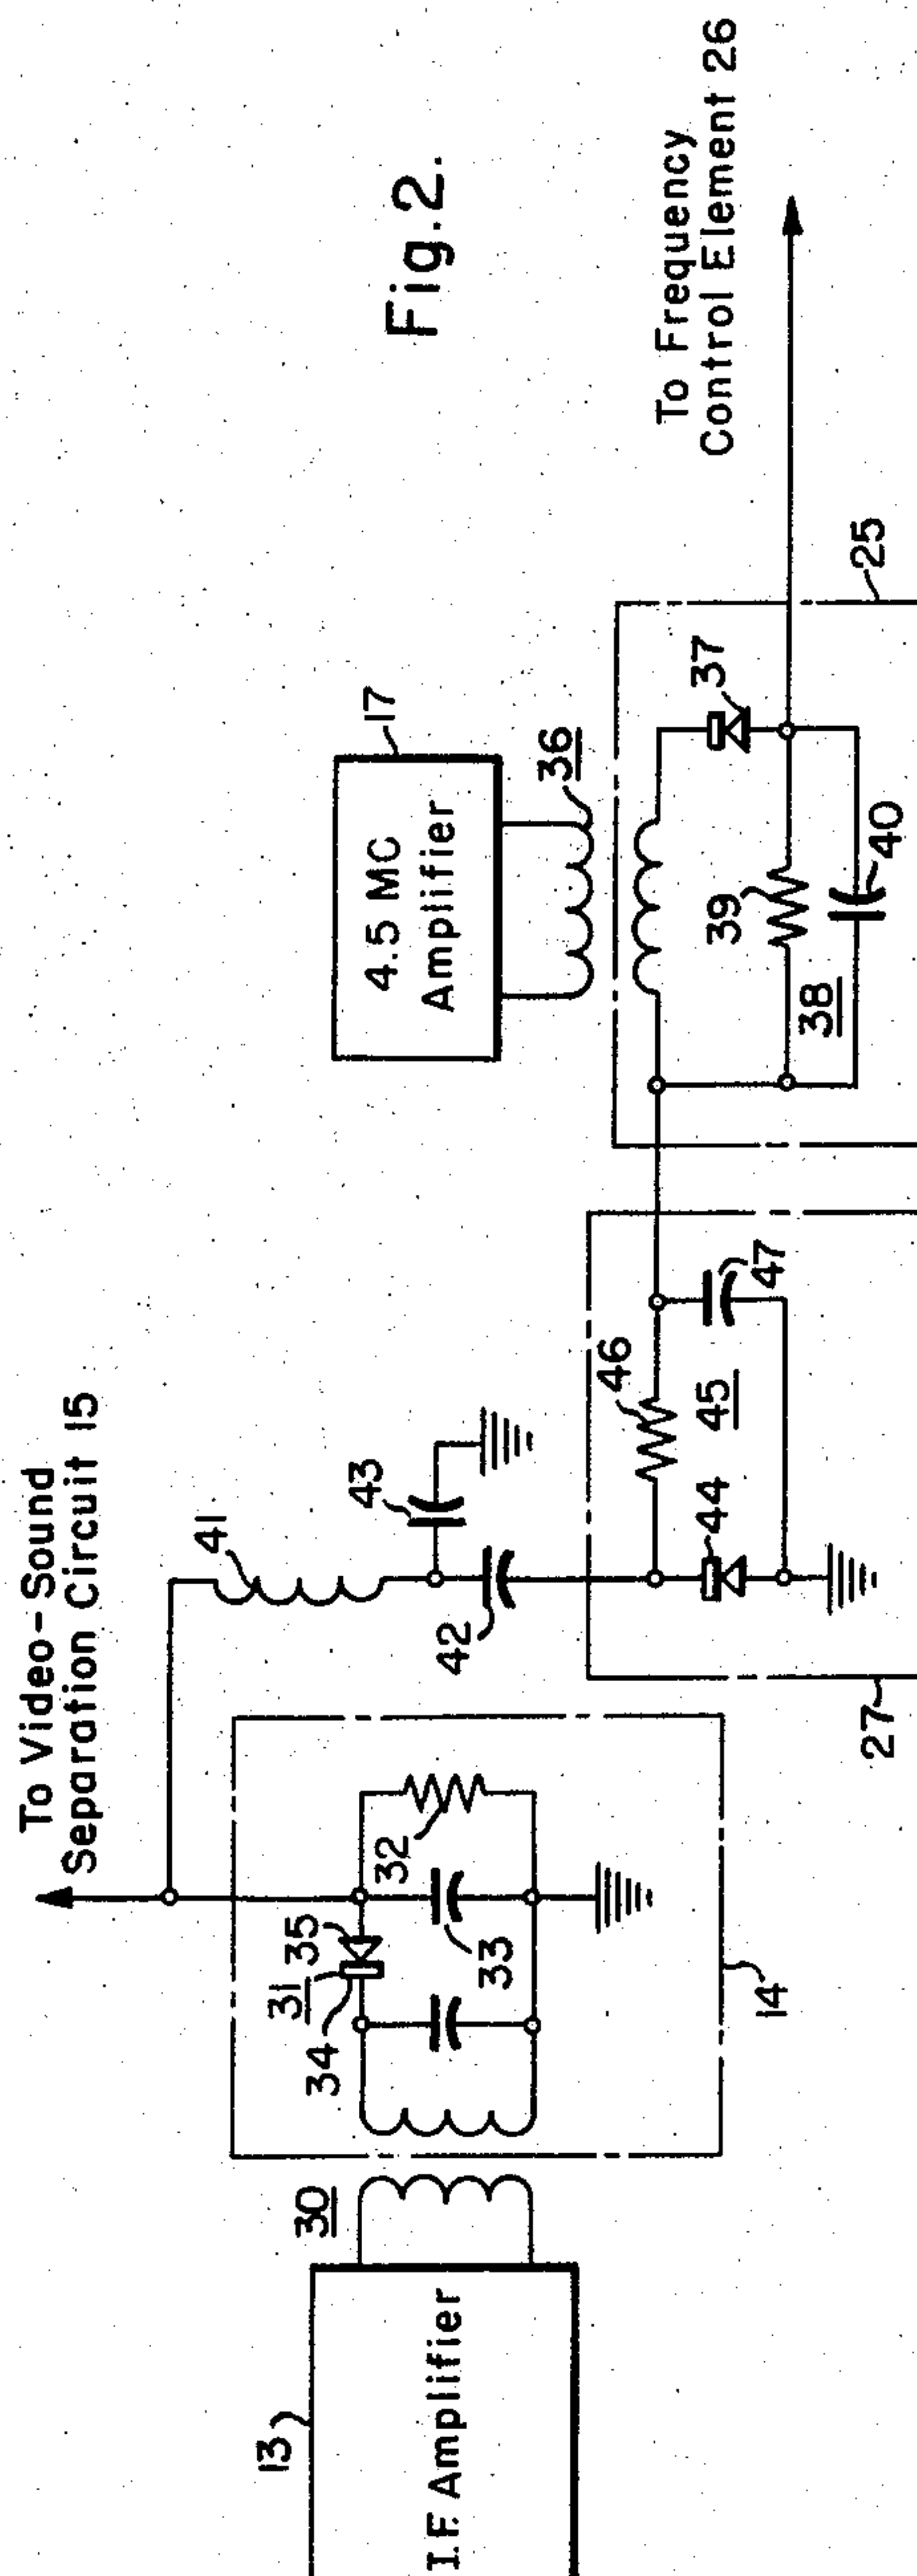 To Video-Sound
Separation Circuit 15
Fig.2.
To Frequency
Control Element 26
13
I.F. Amplifier
30
31
34
35
32
33
14
41
42
43
44
45
46
47
27
17
4.5 MC
Amplifier
36
37
38
39
40
25